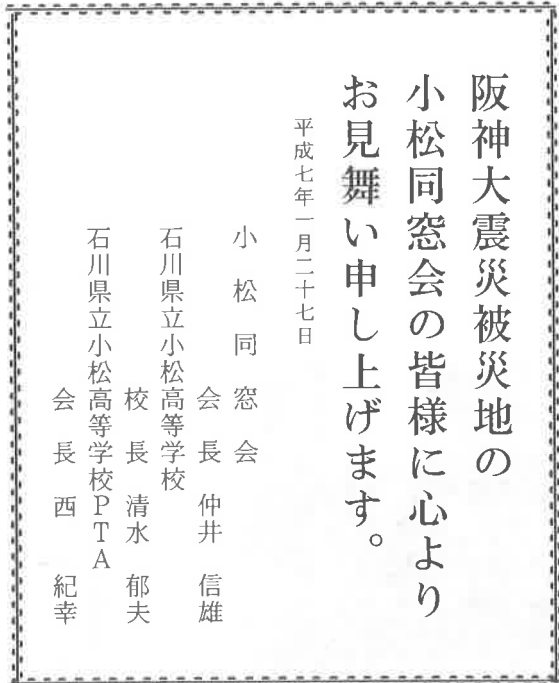 阪神大震災被災地の
小松同窓会の皆様に心より
お見舞い申し上げます。
平成七年一月二十七日
小松同窓会
会長 仲井 信雄
石川県立小松高等学校
校長 清水 郁夫
石川県立小松高等学校PTA
会長 西 紀幸